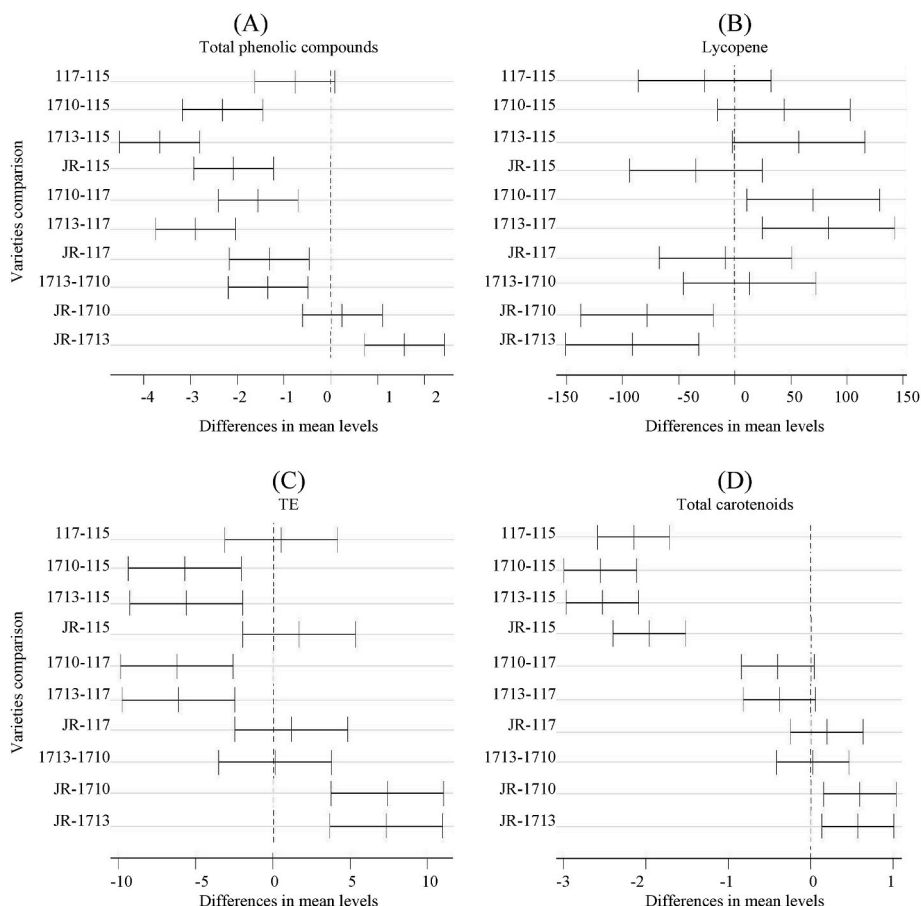 (A)
Total phenolic compounds
Varieties comparison
117-115
1710-115
1713-115
JR-115
1710-117
1713-117
JR-117
1713-1710
JR-1710
JR-1713
-4 -3 -2 -1 0 1 2
Differences in mean levels
(B)
Lycopene
117-115
1710-115
1713-115
JR-115
1710-117
1713-117
JR-117
1713-1710
JR-1710
JR-1713
-150 -100 -50 0 50 100 150
Differences in mean levels
(C)
TE
Varieties comparison
117-115
1710-115
1713-115
JR-115
1710-117
1713-117
JR-117
1713-1710
JR-1710
JR-1713
-10 -5 0 5 10
Differences in mean levels
(D)
Total carotenoids
117-115
1710-115
1713-115
JR-115
1710-117
1713-117
JR-117
1713-1710
JR-1710
JR-1713
-3 -2 -1 0 1
Differences in mean levels